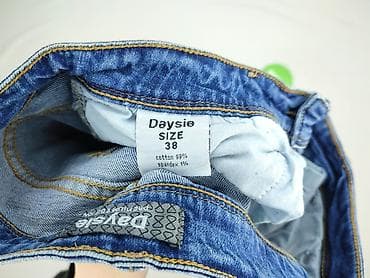 Daysie
SIZE
38
cotton 99%
spandex 1%
Daysie